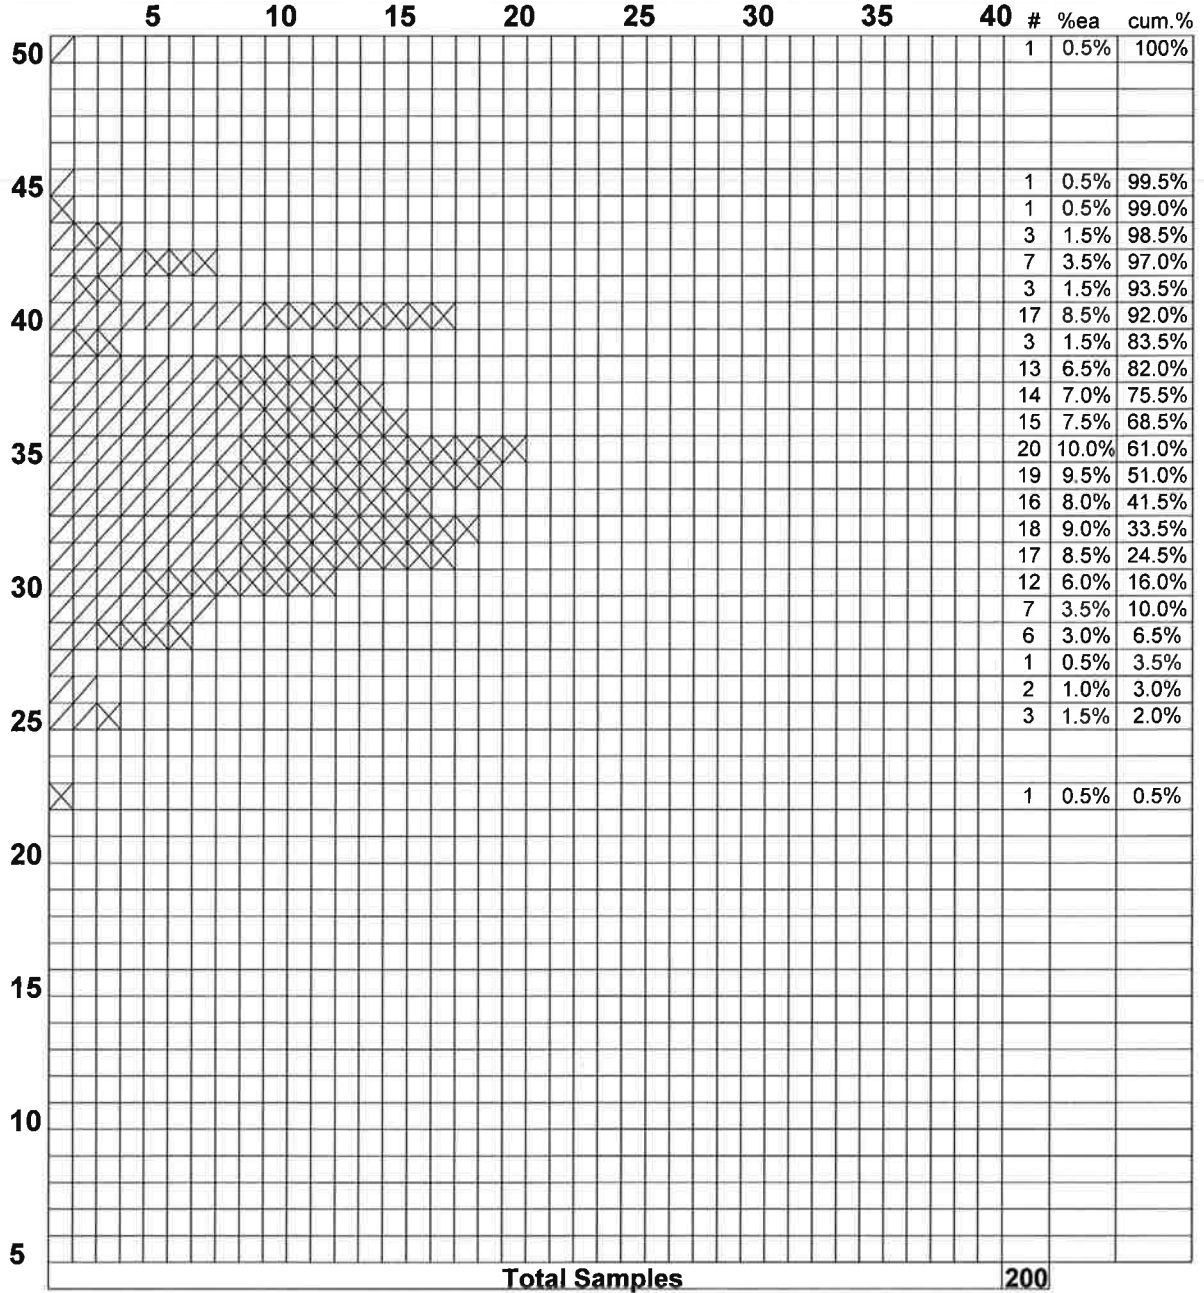 5 10 15 20 25 30 35 40 # %ea cum.%
50 1 0.5% 100%
45 1 0.5% 99.5%
1 0.5% 99.0%
3 1.5% 98.5%
7 3.5% 97.0%
3 1.5% 93.5%
40 17 8.5% 92.0%
3 1.5% 83.5%
13 6.5% 82.0%
14 7.0% 75.5%
15 7.5% 68.5%
35 20 10.0% 61.0%
19 9.5% 51.0%
16 8.0% 41.5%
18 9.0% 33.5%
17 8.5% 24.5%
30 12 6.0% 16.0%
7 3.5% 10.0%
6 3.0% 6.5%
1 0.5% 3.5%
2 1.0% 3.0%
25 3 1.5% 2.0%
1 0.5% 0.5%
20
15
10
5
Total Samples 200